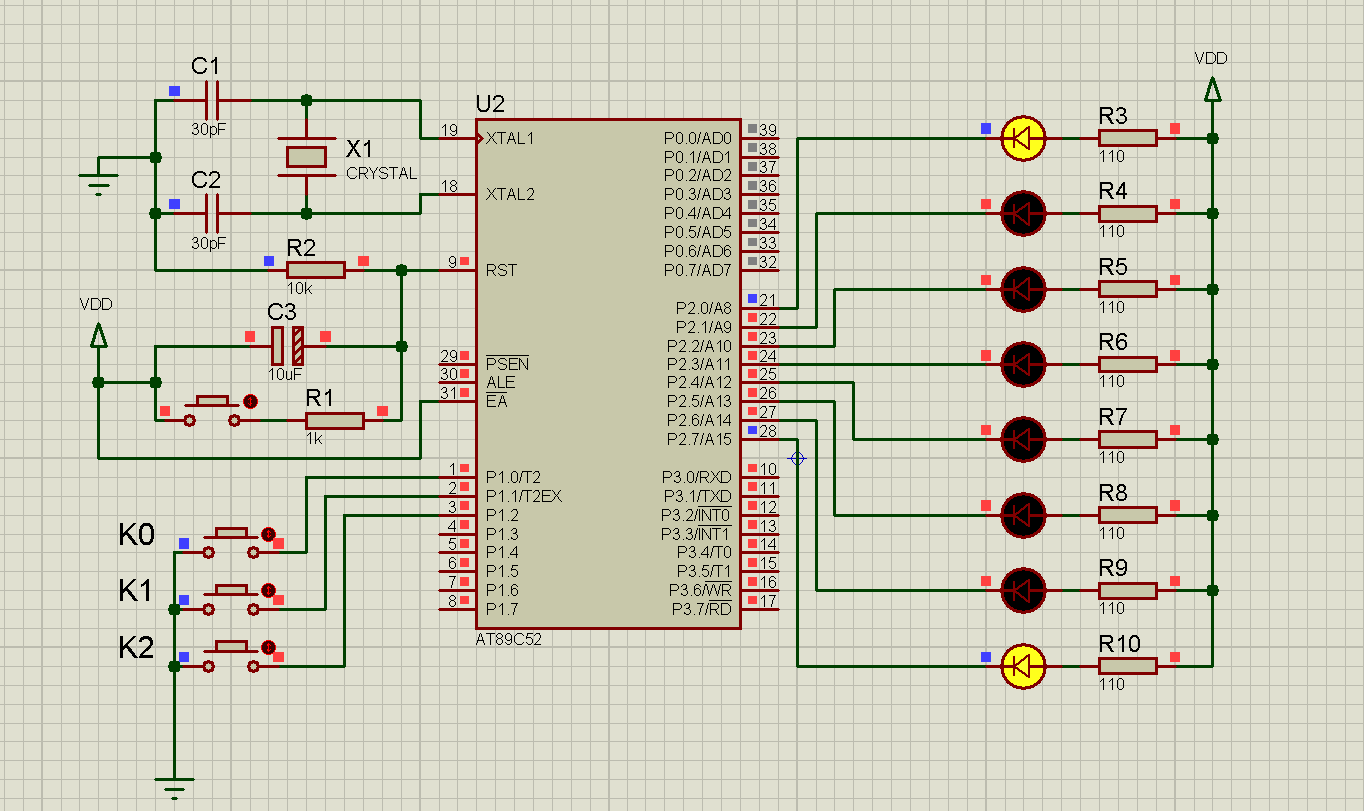 C1
30pF
C2
30pF
X1
CRYSTAL
R2
10k
VDD
C3
10uF
R1
1k
K0
K1
K2
U2
19 XTAL1
18 XTAL2
9 RST
29 PSEN
30 ALE
31 EA
1 P1.0/T2
2 P1.1/T2EX
3 P1.2
4 P1.3
5 P1.4
6 P1.5
7 P1.6
8 P1.7
P0.0/AD0 39
P0.1/AD1 38
P0.2/AD2 37
P0.3/AD3 36
P0.4/AD4 35
P0.5/AD5 34
P0.6/AD6 33
P0.7/AD7 32
P2.0/A8 21
P2.1/A9 22
P2.2/A10 23
P2.3/A11 24
P2.4/A12 25
P2.5/A13 26
P2.6/A14 27
P2.7/A15 28
P3.0/RXD 10
P3.1/TXD 11
P3.2/INT0 12
P3.3/INT1 13
P3.4/T0 14
P3.5/T1 15
P3.6/WR 16
P3.7/RD 17
AT89C52
VDD
R3
110
R4
110
R5
110
R6
110
R7
110
R8
110
R9
110
R10
110